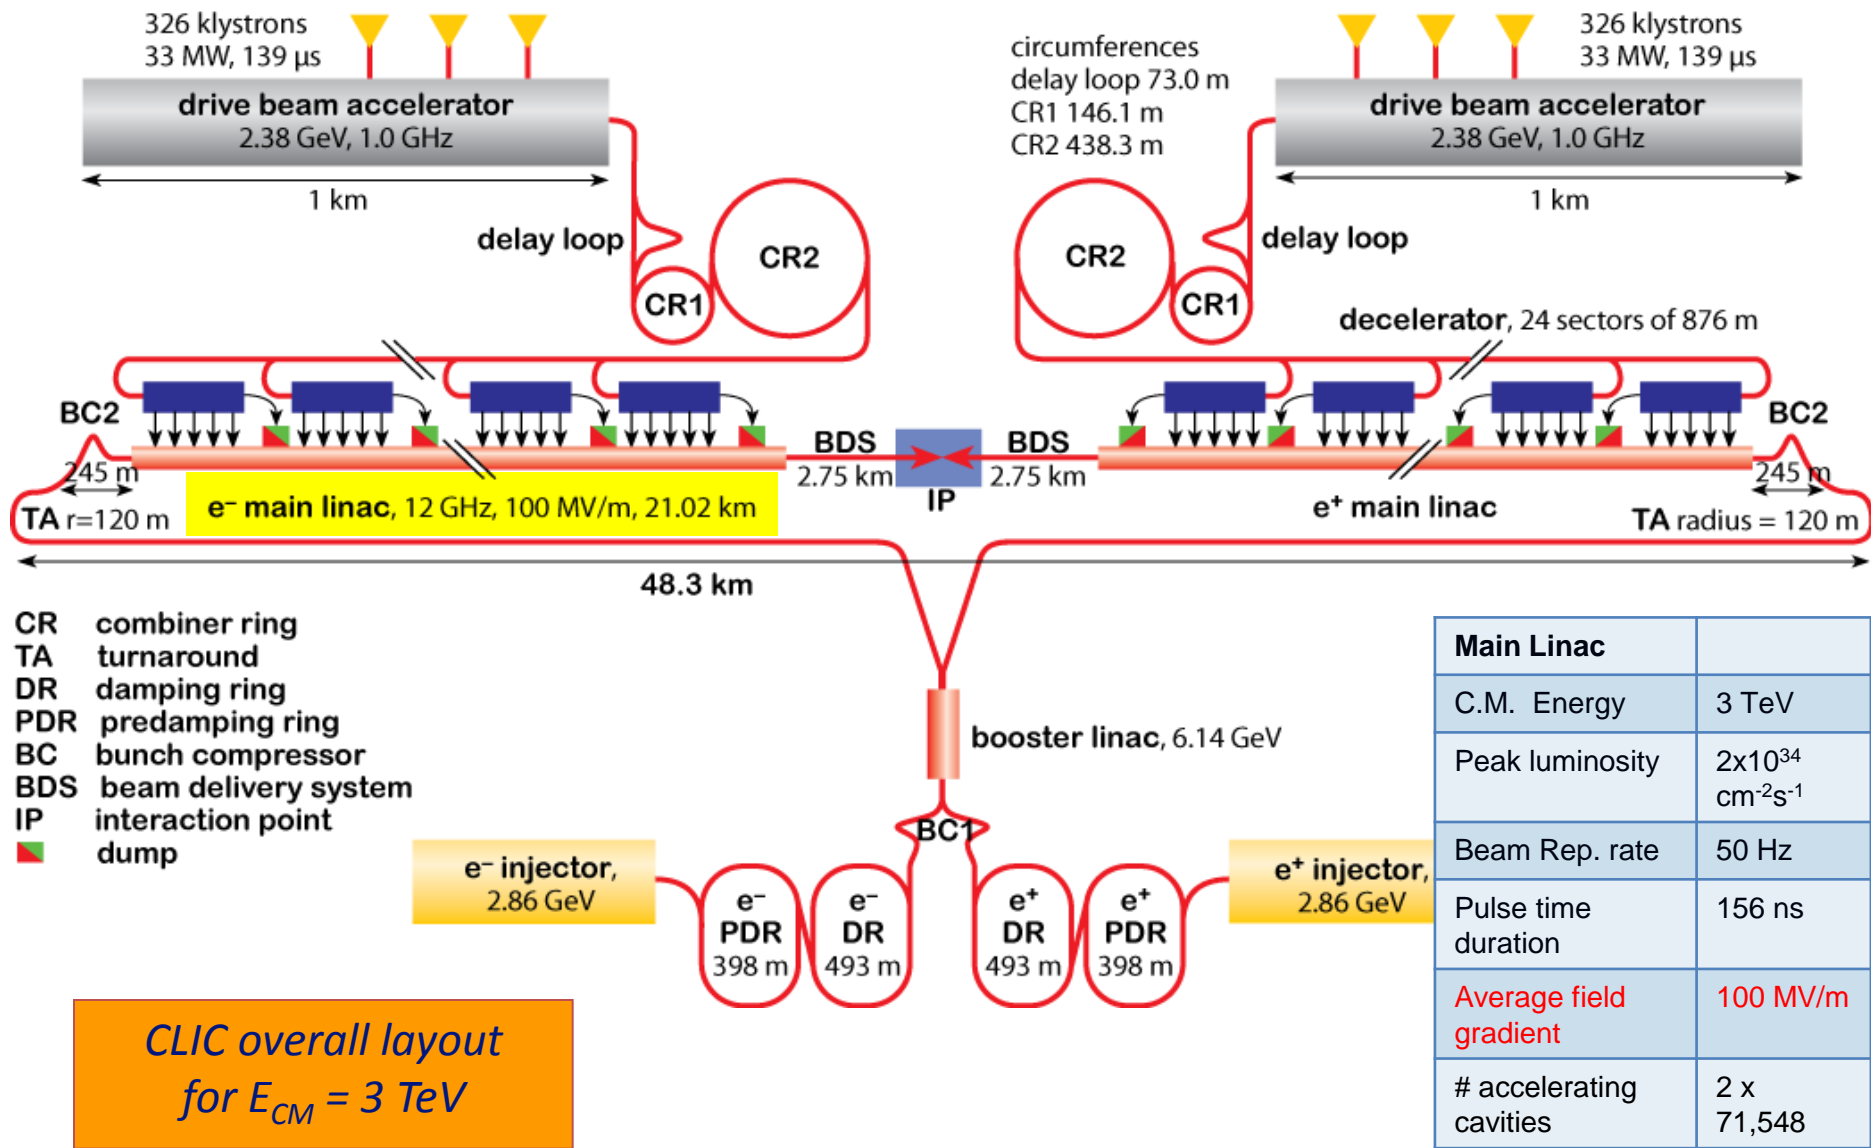 326 klystrons
33 MW, 139 µs
drive beam accelerator
2.38 GeV, 1.0 GHz
1 km
delay loop
CR1
CR2
circumferences
delay loop 73.0 m
CR1 146.1 m
CR2 438.3 m
326 klystrons
33 MW, 139 µs
drive beam accelerator
2.38 GeV, 1.0 GHz
1 km
delay loop
CR2
CR1
decelerator, 24 sectors of 876 m
BC2
245 m
TA r=120 m
e⁻ main linac, 12 GHz, 100 MV/m, 21.02 km
BDS
2.75 km
IP
BDS
2.75 km
e⁺ main linac
BC2
245 m
TA radius = 120 m
48.3 km
CR combiner ring
TA turnaround
DR damping ring
PDR predamping ring
BC bunch compressor
BDS beam delivery system
IP interaction point
dump
booster linac, 6.14 GeV
BC1
e⁻ injector,
2.86 GeV
e⁻
PDR
398 m
e⁻
DR
493 m
e⁺
DR
493 m
e⁺
PDR
398 m
e⁺ injector,
2.86 GeV
CLIC overall layout
for E_CM = 3 TeV
Main Linac
C.M. Energy 3 TeV
Peak luminosity 2x10³⁴
cm⁻²s⁻¹
Beam Rep. rate 50 Hz
Pulse time 156 ns
duration
Average field 100 MV/m
gradient
# accelerating 2 x
cavities 71,548